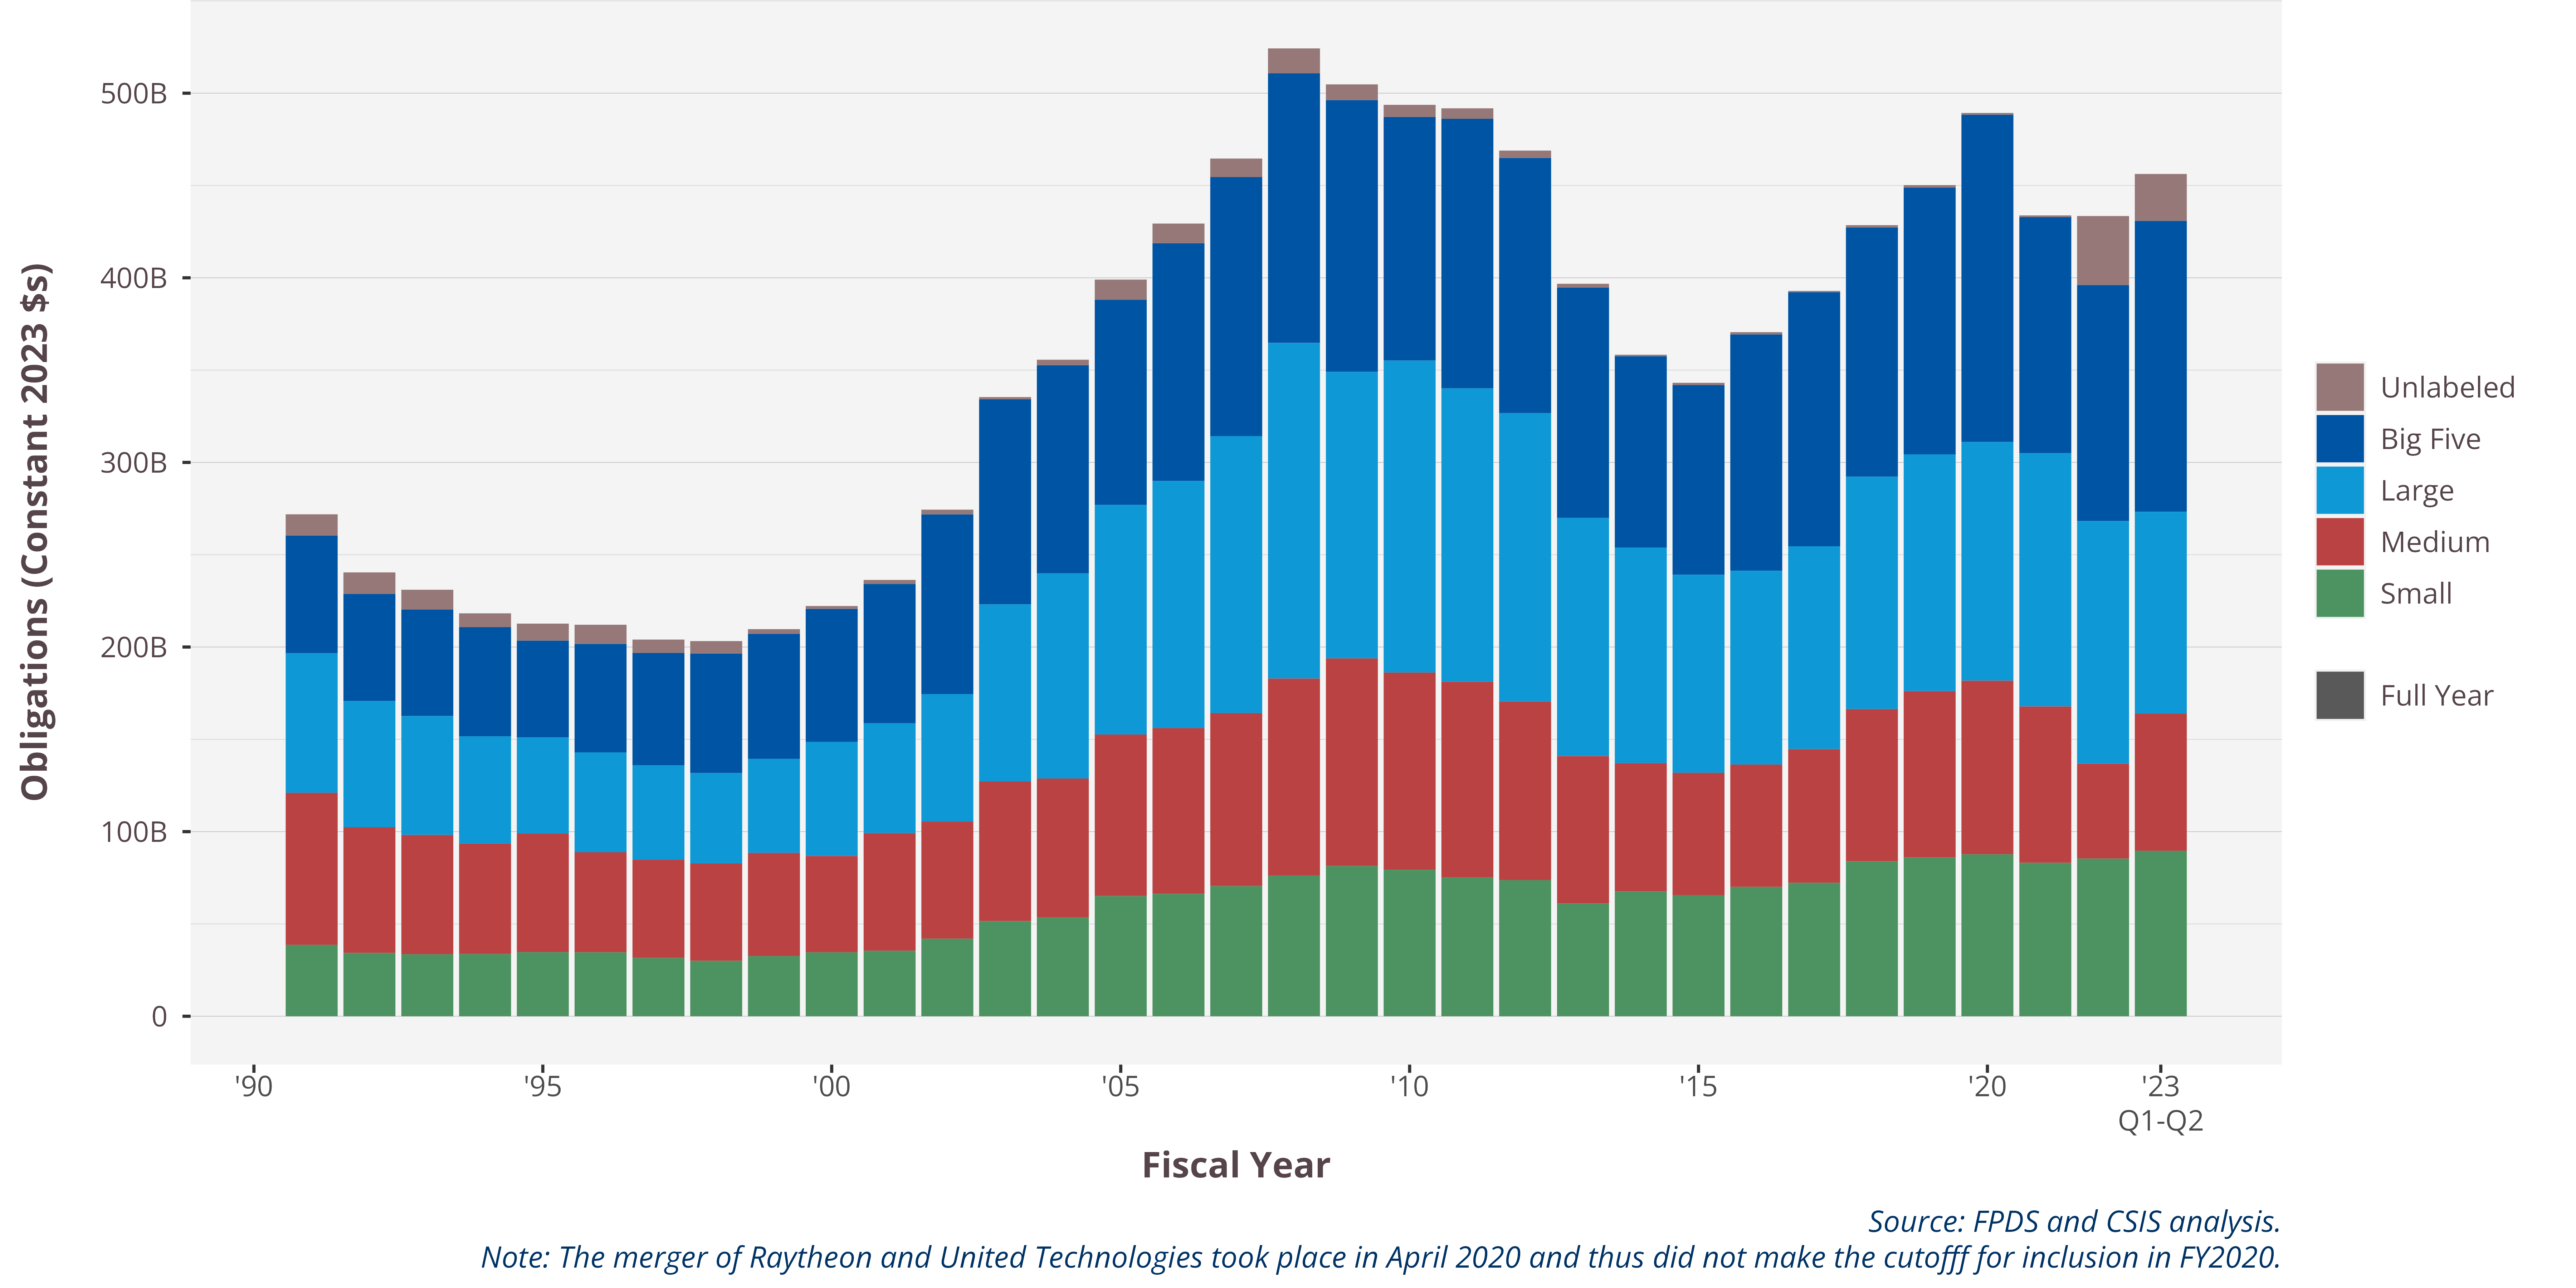 Obligations (Constant 2023 $s)
500B
400B
300B
200B
100B
0
'90
'95
'00
'05
'10
'15
'20
'23
Q1-Q2
Fiscal Year
Unlabeled
Big Five
Large
Medium
Small
Full Year
Source: FPDS and CSIS analysis.
Note: The merger of Raytheon and United Technologies took place in April 2020 and thus did not make the cutofff for inclusion in FY2020.